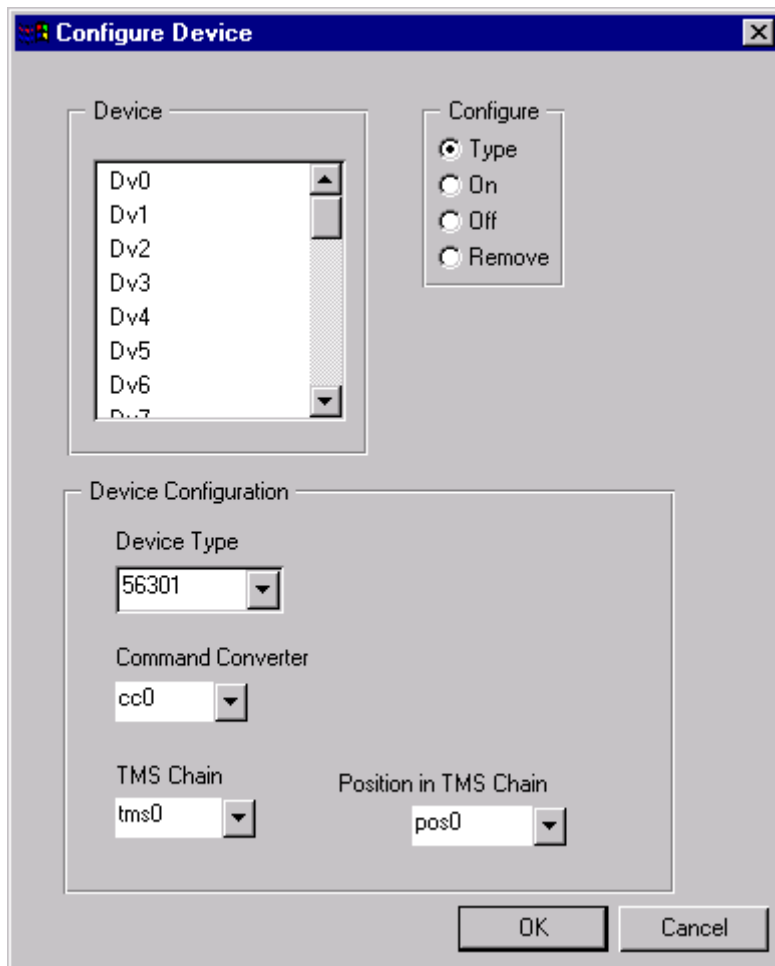 Configure Device
Device
Dv0
Dv1
Dv2
Dv3
Dv4
Dv5
Dv6
Dv7
Configure
Type
On
Off
Remove
Device Configuration
Device Type
56301
Command Converter
cc0
TMS Chain
tms0
Position in TMS Chain
pos0
OK
Cancel